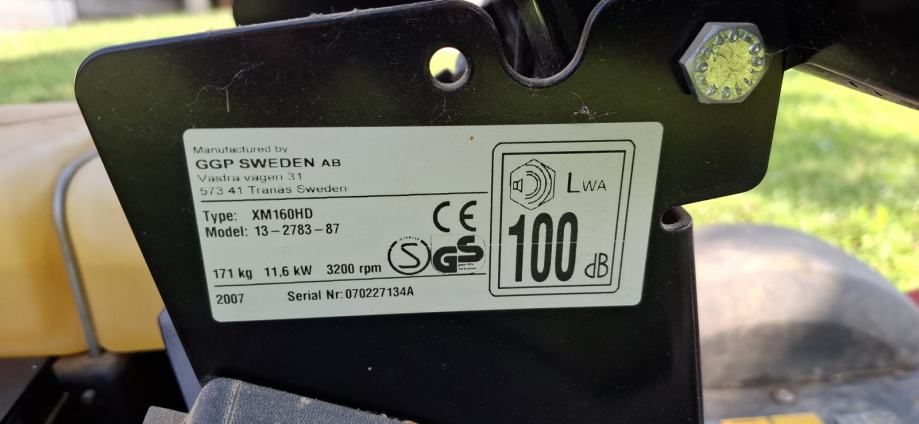 Manufactured by
GGP SWEDEN AB
Vastra vagen 31
573 41 Tranas Sweden
Type: XM160HD
Model: 13-2783-87
CE
S
GS
171 kg 11,6 kW 3200 rpm
2007 Serial Nr: 070227134A
LWA
100 dB